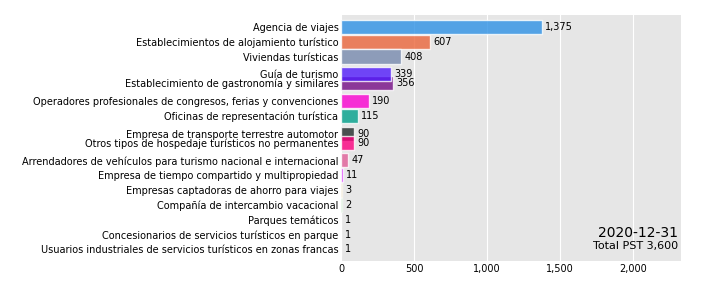 Agencia de viajes 1,375
Establecimientos de alojamiento turístico 607
Viviendas turísticas 408
Guía de turismo 339
Establecimiento de gastronomía y similares 356
Operadores profesionales de congresos, ferias y convenciones 190
Oficinas de representación turística 115
Empresa de transporte terrestre automotor 90
Otros tipos de hospedaje turísticos no permanentes 90
Arrendadores de vehículos para turismo nacional e internacional 47
Empresa de tiempo compartido y multipropiedad 11
Empresas captadoras de ahorro para viajes 3
Compañía de intercambio vacacional 2
Parques temáticos 1
Concesionarios de servicios turísticos en parque 1
Usuarios industriales de servicios turísticos en zonas francas 1
2020-12-31
Total PST 3,600
0 500 1,000 1,500 2,000